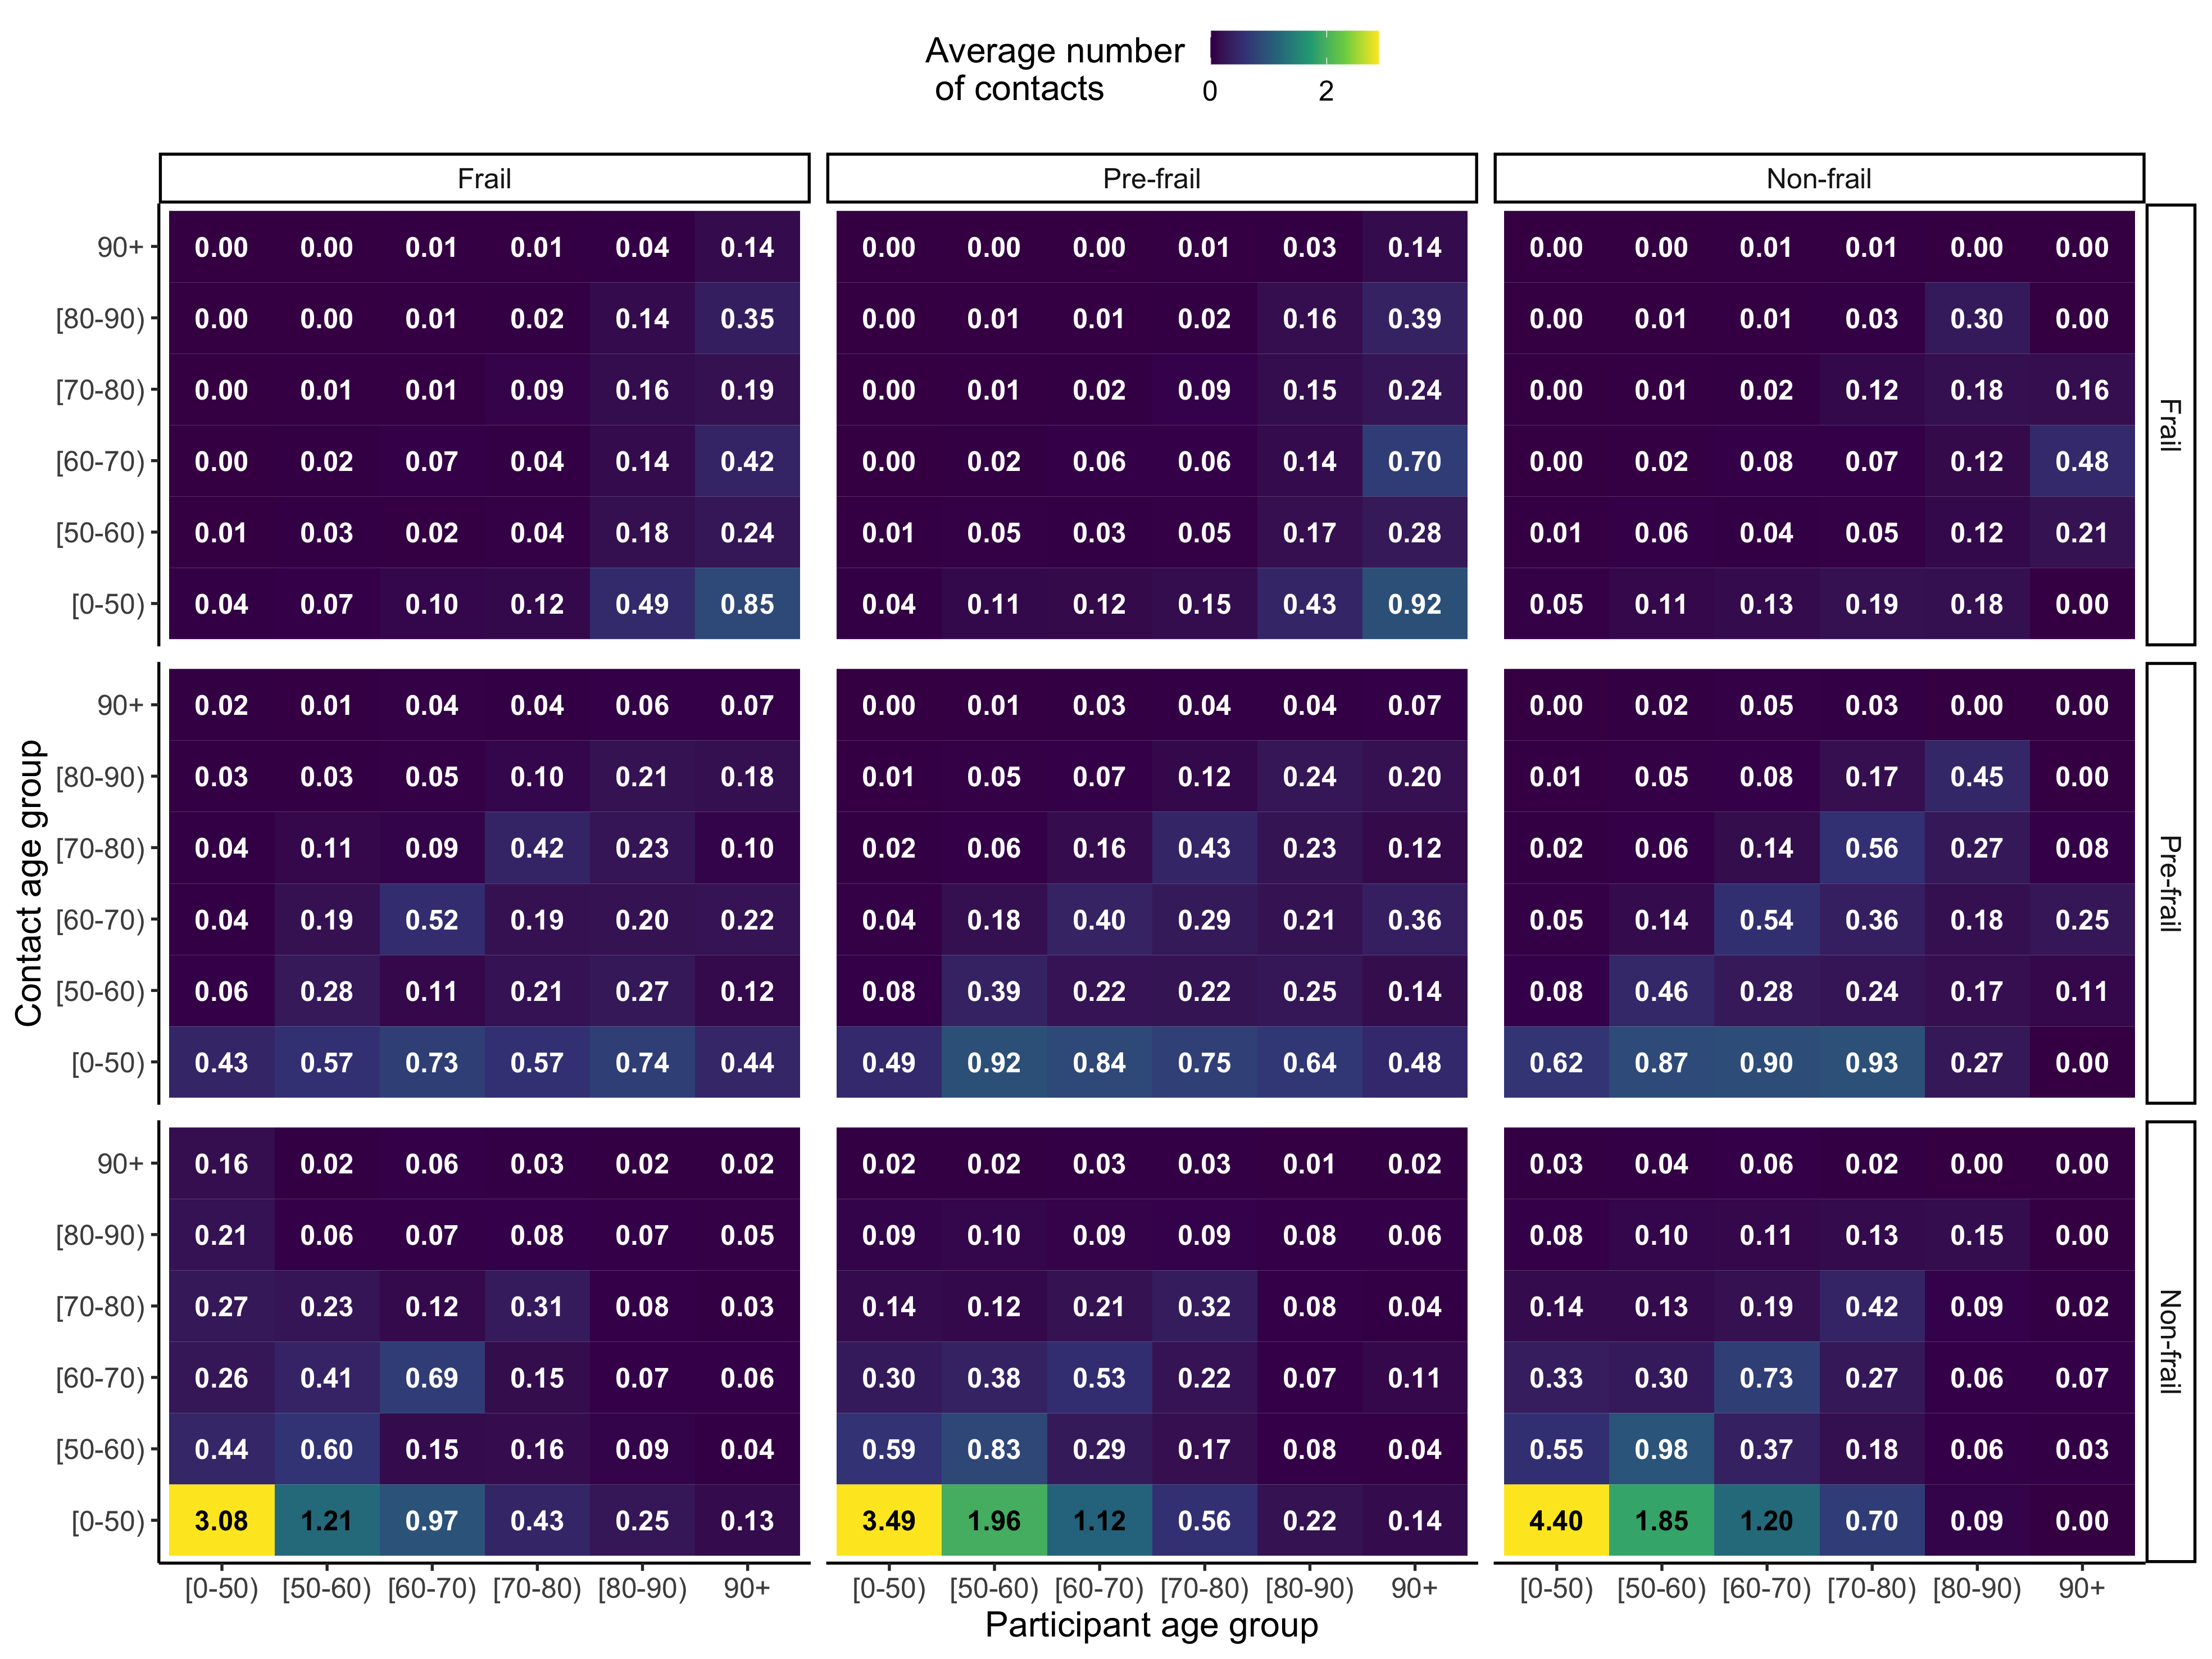 Average number
of contacts
0 2
Frail Pre-frail Non-frail
90+ 0.00 0.00 0.01 0.01 0.04 0.14 0.00 0.00 0.00 0.01 0.03 0.14 0.00 0.00 0.01 0.01 0.00 0.00
[80-90) 0.00 0.00 0.01 0.02 0.14 0.35 0.00 0.01 0.01 0.02 0.16 0.39 0.00 0.01 0.01 0.03 0.30 0.00
[70-80) 0.00 0.01 0.01 0.09 0.16 0.19 0.00 0.01 0.02 0.09 0.15 0.24 0.00 0.01 0.02 0.12 0.18 0.16
Frail
[60-70) 0.00 0.02 0.07 0.04 0.14 0.42 0.00 0.02 0.06 0.06 0.14 0.70 0.00 0.02 0.08 0.07 0.12 0.48
[50-60) 0.01 0.03 0.02 0.04 0.18 0.24 0.01 0.05 0.03 0.05 0.17 0.28 0.01 0.06 0.04 0.05 0.12 0.21
[0-50) 0.04 0.07 0.10 0.12 0.49 0.85 0.04 0.11 0.12 0.15 0.43 0.92 0.05 0.11 0.13 0.19 0.18 0.00
90+ 0.02 0.01 0.04 0.04 0.06 0.07 0.00 0.01 0.03 0.04 0.04 0.07 0.00 0.02 0.05 0.03 0.00 0.00
[80-90) 0.03 0.03 0.05 0.10 0.21 0.18 0.01 0.05 0.07 0.12 0.24 0.20 0.01 0.05 0.08 0.17 0.45 0.00
[70-80) 0.04 0.11 0.09 0.42 0.23 0.10 0.02 0.06 0.16 0.43 0.23 0.12 0.02 0.06 0.14 0.56 0.27 0.08
Contact age group
Pre-frail
[60-70) 0.04 0.19 0.52 0.19 0.20 0.22 0.04 0.18 0.40 0.29 0.21 0.36 0.05 0.14 0.54 0.36 0.18 0.25
[50-60) 0.06 0.28 0.11 0.21 0.27 0.12 0.08 0.39 0.22 0.22 0.25 0.14 0.08 0.46 0.28 0.24 0.17 0.11
[0-50) 0.43 0.57 0.73 0.57 0.74 0.44 0.49 0.92 0.84 0.75 0.64 0.48 0.62 0.87 0.90 0.93 0.27 0.00
90+ 0.16 0.02 0.06 0.03 0.02 0.02 0.02 0.02 0.03 0.03 0.01 0.02 0.03 0.04 0.06 0.02 0.00 0.00
[80-90) 0.21 0.06 0.07 0.08 0.07 0.05 0.09 0.10 0.09 0.09 0.08 0.06 0.08 0.10 0.11 0.13 0.15 0.00
[70-80) 0.27 0.23 0.12 0.31 0.08 0.03 0.14 0.12 0.21 0.32 0.08 0.04 0.14 0.13 0.19 0.42 0.09 0.02
Non-frail
[60-70) 0.26 0.41 0.69 0.15 0.07 0.06 0.30 0.38 0.53 0.22 0.07 0.11 0.33 0.30 0.73 0.27 0.06 0.07
[50-60) 0.44 0.60 0.15 0.16 0.09 0.04 0.59 0.83 0.29 0.17 0.08 0.04 0.55 0.98 0.37 0.18 0.06 0.03
[0-50) 3.08 1.21 0.97 0.43 0.25 0.13 3.49 1.96 1.12 0.56 0.22 0.14 4.40 1.85 1.20 0.70 0.09 0.00
[0-50) [50-60) [60-70) [70-80) [80-90) 90+ [0-50) [50-60) [60-70) [70-80) [80-90) 90+ [0-50) [50-60) [60-70) [70-80) [80-90) 90+
Participant age group